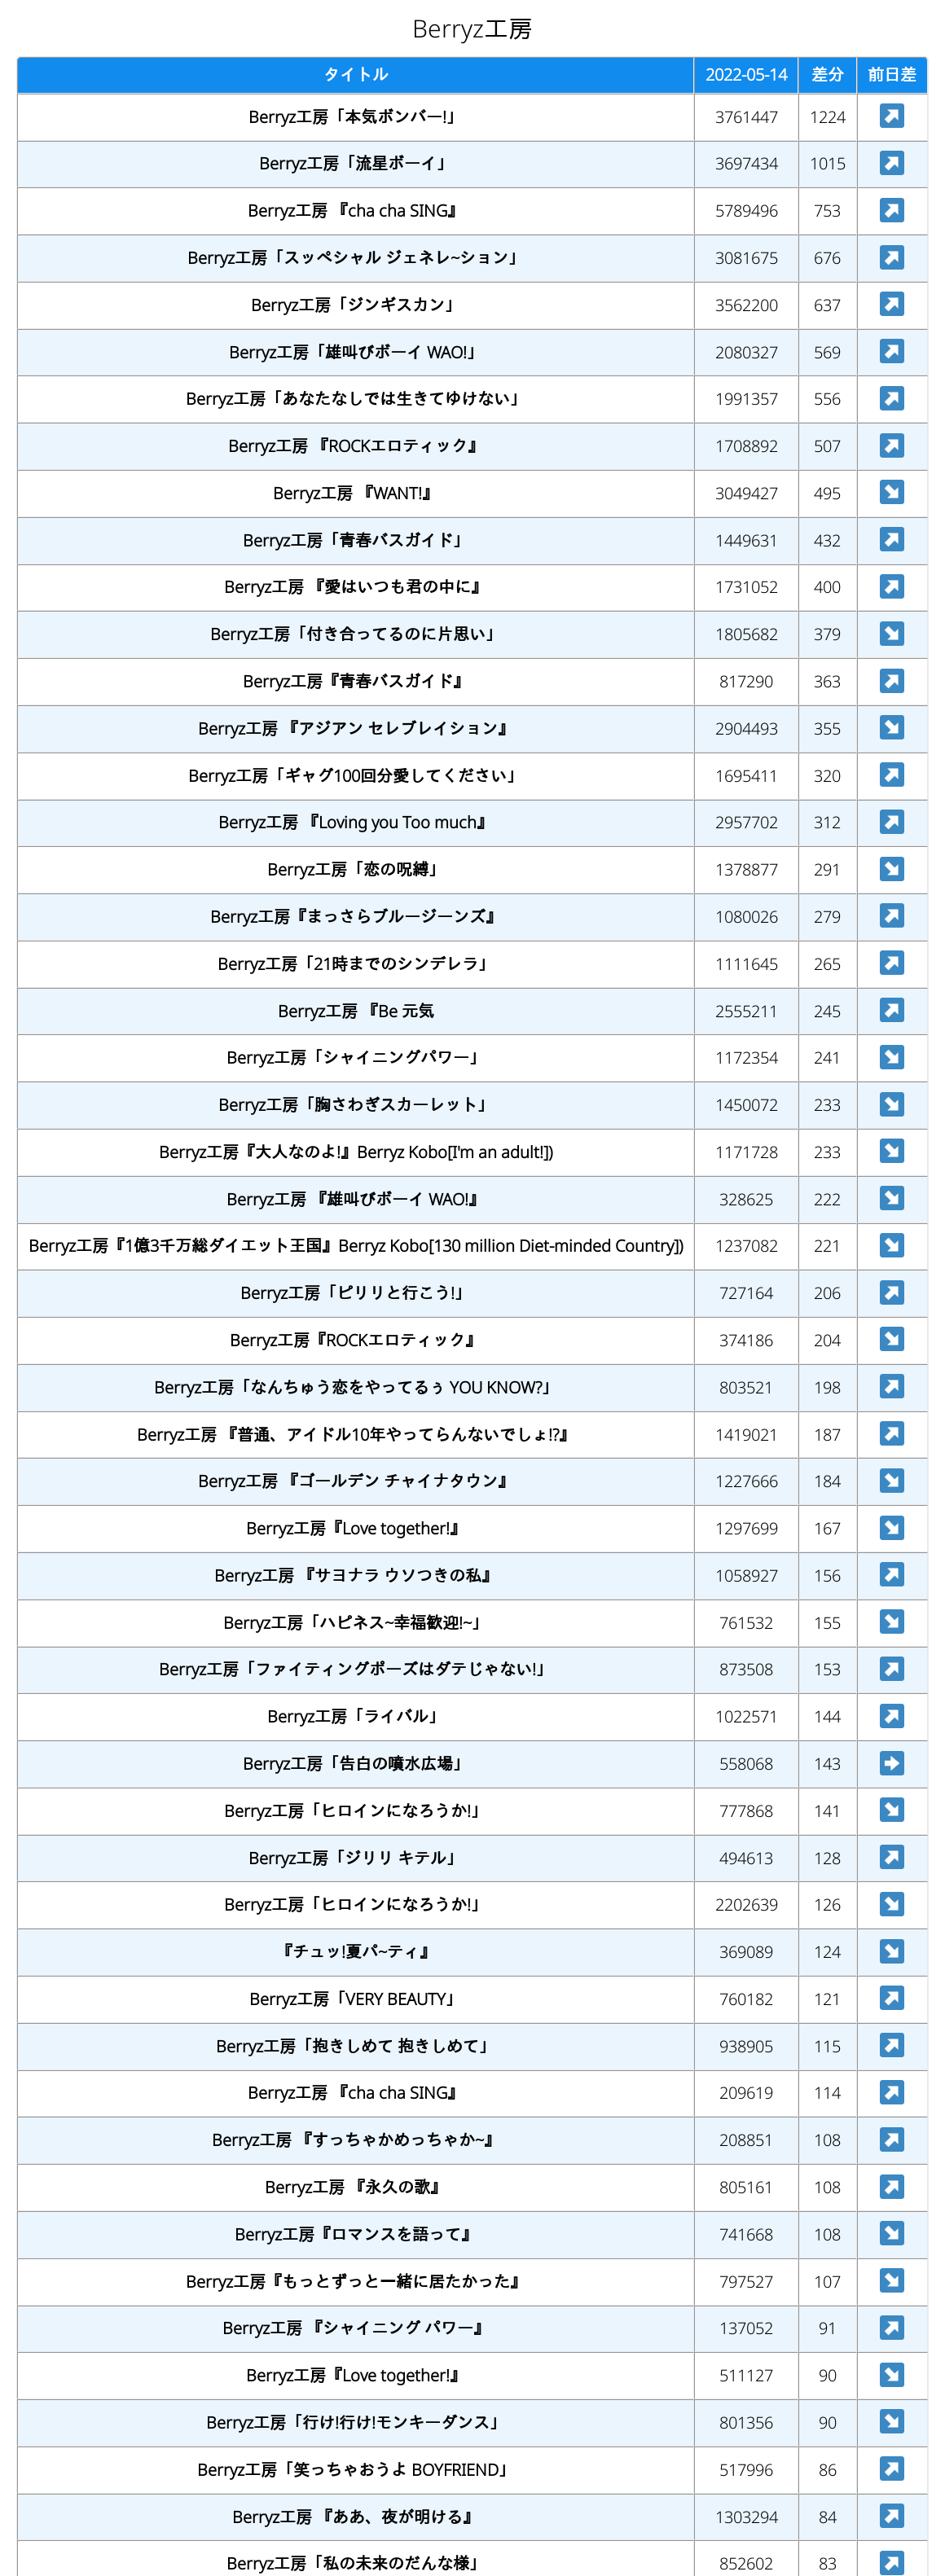 Berryz工房
タイトル 2022-05-14 差分 前日差
Berryz工房「本気ボンバー!」 3761447 1224 ↗
Berryz工房「流星ボーイ」 3697434 1015 ↗
Berryz工房 『cha cha SING』 5789496 753 ↗
Berryz工房「スッペシャル ジェネレ~ション」 3081675 676 ↗
Berryz工房「ジンギスカン」 3562200 637 ↗
Berryz工房「雄叫びボーイ WAO!」 2080327 569 ↗
Berryz工房「あなたなしでは生きてゆけない」 1991357 556 ↗
Berryz工房 『ROCKエロティック』 1708892 507 ↗
Berryz工房 『WANT!』 3049427 495 ↘
Berryz工房「青春バスガイド」 1449631 432 ↗
Berryz工房 『愛はいつも君の中に』 1731052 400 ↗
Berryz工房「付き合ってるのに片思い」 1805682 379 ↘
Berryz工房『青春バスガイド』 817290 363 ↗
Berryz工房 『アジアン セレブレイション』 2904493 355 ↘
Berryz工房「ギャグ100回分愛してください」 1695411 320 ↗
Berryz工房 『Loving you Too much』 2957702 312 ↗
Berryz工房「恋の呪縛」 1378877 291 ↘
Berryz工房『まっさらブルージーンズ』 1080026 279 ↗
Berryz工房「21時までのシンデレラ」 1111645 265 ↗
Berryz工房 『Be 元気 2555211 245 ↗
Berryz工房「シャイニングパワー」 1172354 241 ↘
Berryz工房「胸さわぎスカーレット」 1450072 233 ↘
Berryz工房『大人なのよ!』Berryz Kobo[I'm an adult!]) 1171728 233 ↘
Berryz工房 『雄叫びボーイ WAO!』 328625 222 ↘
Berryz工房『1億3千万総ダイエット王国』Berryz Kobo[130 million Diet-minded Country]) 1237082 221 ↘
Berryz工房「ピリリと行こう!」 727164 206 ↗
Berryz工房『ROCKエロティック』 374186 204 ↘
Berryz工房「なんちゅう恋をやってるぅ YOU KNOW?」 803521 198 ↗
Berryz工房 『普通、アイドル10年やってらんないでしょ!?』 1419021 187 ↗
Berryz工房 『ゴールデン チャイナタウン』 1227666 184 ↘
Berryz工房『Love together!』 1297699 167 ↘
Berryz工房 『サヨナラ ウソつきの私』 1058927 156 ↗
Berryz工房「ハピネス~幸福歓迎!~」 761532 155 ↘
Berryz工房「ファイティングポーズはダテじゃない!」 873508 153 ↗
Berryz工房「ライバル」 1022571 144 ↗
Berryz工房「告白の噴水広場」 558068 143 →
Berryz工房「ヒロインになろうか!」 777868 141 ↘
Berryz工房「ジリリ キテル」 494613 128 ↗
Berryz工房「ヒロインになろうか!」 2202639 126 ↘
『チュッ!夏パ~ティ』 369089 124 ↘
Berryz工房「VERY BEAUTY」 760182 121 ↗
Berryz工房「抱きしめて 抱きしめて」 938905 115 ↗
Berryz工房 『cha cha SING』 209619 114 ↗
Berryz工房 『すっちゃかめっちゃか~』 208851 108 ↗
Berryz工房 『永久の歌』 805161 108 ↗
Berryz工房『ロマンスを語って』 741668 108 ↘
Berryz工房『もっとずっと一緒に居たかった』 797527 107 ↘
Berryz工房 『シャイニング パワー』 137052 91 ↗
Berryz工房『Love together!』 511127 90 ↘
Berryz工房「行け!行け!モンキーダンス」 801356 90 ↘
Berryz工房「笑っちゃおうよ BOYFRIEND」 517996 86 ↗
Berryz工房 『ああ、夜が明ける』 1303294 84 ↗
Berryz工房「私の未来のだんな様」 852602 83 ↗